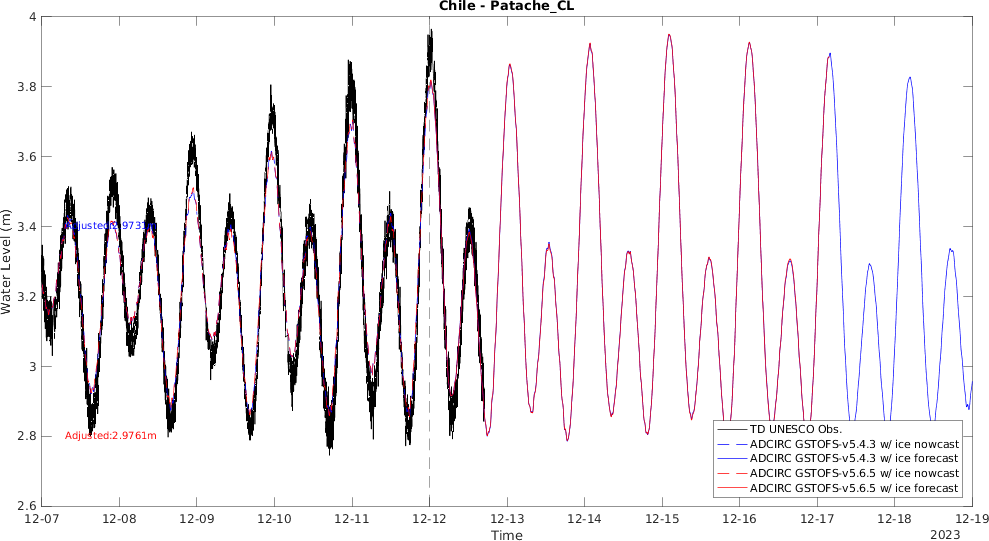 Chile - Patache_CL
Water Level (m)
4
3.8
3.6
3.4
3.2
3
2.8
2.6
Adjusted:2.9731m
Adjusted:2.9761m
TD UNESCO Obs.
ADCIRC GSTOFS-v5.4.3 w/ ice nowcast
ADCIRC GSTOFS-v5.4.3 w/ ice forecast
ADCIRC GSTOFS-v5.6.5 w/ ice nowcast
ADCIRC GSTOFS-v5.6.5 w/ ice forecast
12-07 12-08 12-09 12-10 12-11 12-12 12-13 12-14 12-15 12-16 12-17 12-18 12-19
Time
2023